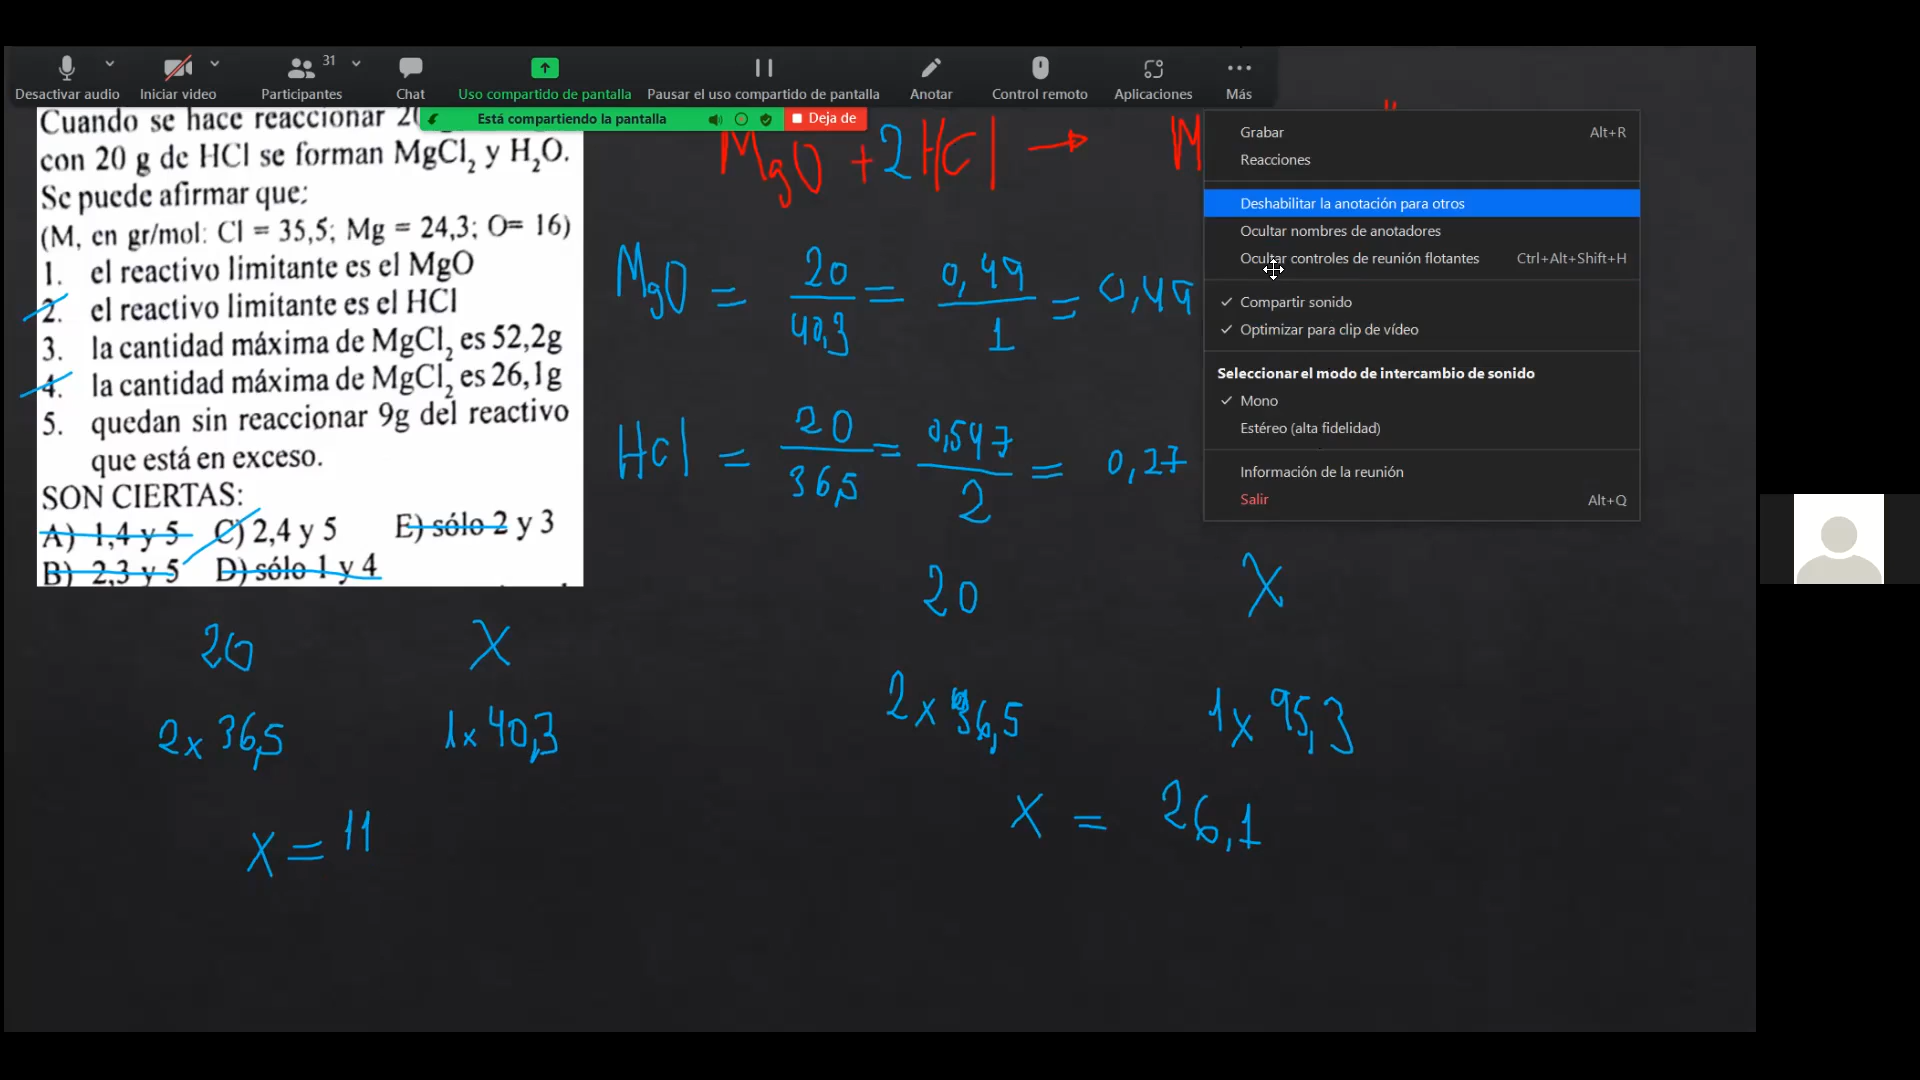 31
Desactivar audio Iniciar video Participantes Chat Uso compartido de pantalla Pausar el uso compartido de pantalla Anotar Control remoto Aplicaciones Más
Está compartiendo la pantalla Deja de
Cuando se hace reaccionar
con 20 g de HCl se forman MgCl2 y H2O.
Se puede afirmar que:
(M, en gr/mol: Cl = 35,5; Mg = 24,3; O= 16)
1. el reactivo limitante es el MgO
2. el reactivo limitante es el HCl
3. la cantidad máxima de MgCl2 es 52,2g
4. la cantidad máxima de MgCl2 es 26,1g
5. quedan sin reaccionar 9g del reactivo
que está en exceso.
SON CIERTAS:
A) 1,4 y 5 C) 2,4 y 5 E) sólo 2 y 3
B) 2,3 y 5 D) sólo 1 y 4
MgO + 2 HCl → M
MgO = 20/40,3 = 0,49/1 = 0,49
HCl = 20/36,5 = 0,547/2 = 0,27
20 X
2x 36,5 1x 95,3
X = 26,1
20 X
2x 36,5 1x 40,3
X = 11
Grabar Alt+R
Reacciones
Deshabilitar la anotación para otros
Ocultar nombres de anotadores
Ocultar controles de reunión flotantes Ctrl+Alt+Shift+H
Compartir sonido
Optimizar para clip de vídeo
Seleccionar el modo de intercambio de sonido
Mono
Estéreo (alta fidelidad)
Información de la reunión
Salir Alt+Q